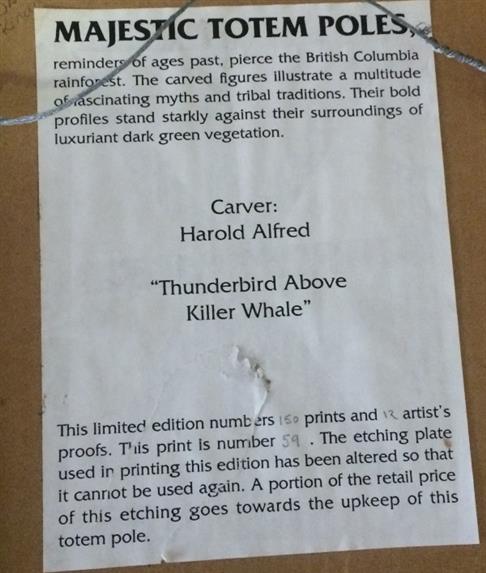 MAJESTIC TOTEM POLES,
reminders of ages past, pierce the British Columbia
rainforest. The carved figures illustrate a multitude
of fascinating myths and tribal traditions. Their bold
profiles stand starkly against their surroundings of
luxuriant dark green vegetation.
Carver:
Harold Alfred
“Thunderbird Above
Killer Whale”
This limited edition numbers 150 prints and 12 artist's
proofs. This print is number 59 . The etching plate
used in printing this edition has been altered so that
it cannot be used again. A portion of the retail price
of this etching goes towards the upkeep of this
totem pole.